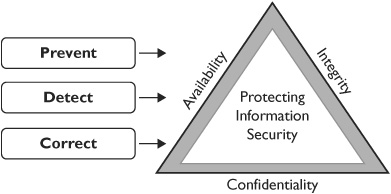 Prevent
Detect
Correct
Availability
Integrity
Protecting
Information
Security
Confidentiality